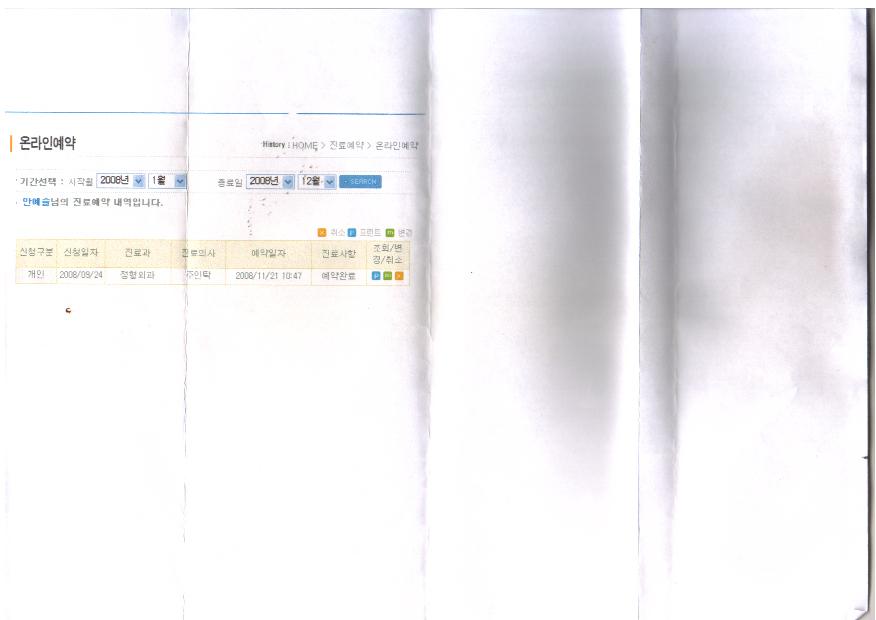 온라인예약
History : HOME > 진료예약 > 온라인예약
기간선택 : 시작월 2008년 1월 종료일 2008년 12월 SEARCH
안예슬님의 진료예약 내역입니다.
x 취소 p 프린트 m 변경
신청구분 신청일자 진료과 진료의사 예약일자 진료사항 조회/변경/취소
개인 2008/09/24 정형외과 주인탁 2008/11/21 10:47 예약완료 p m x